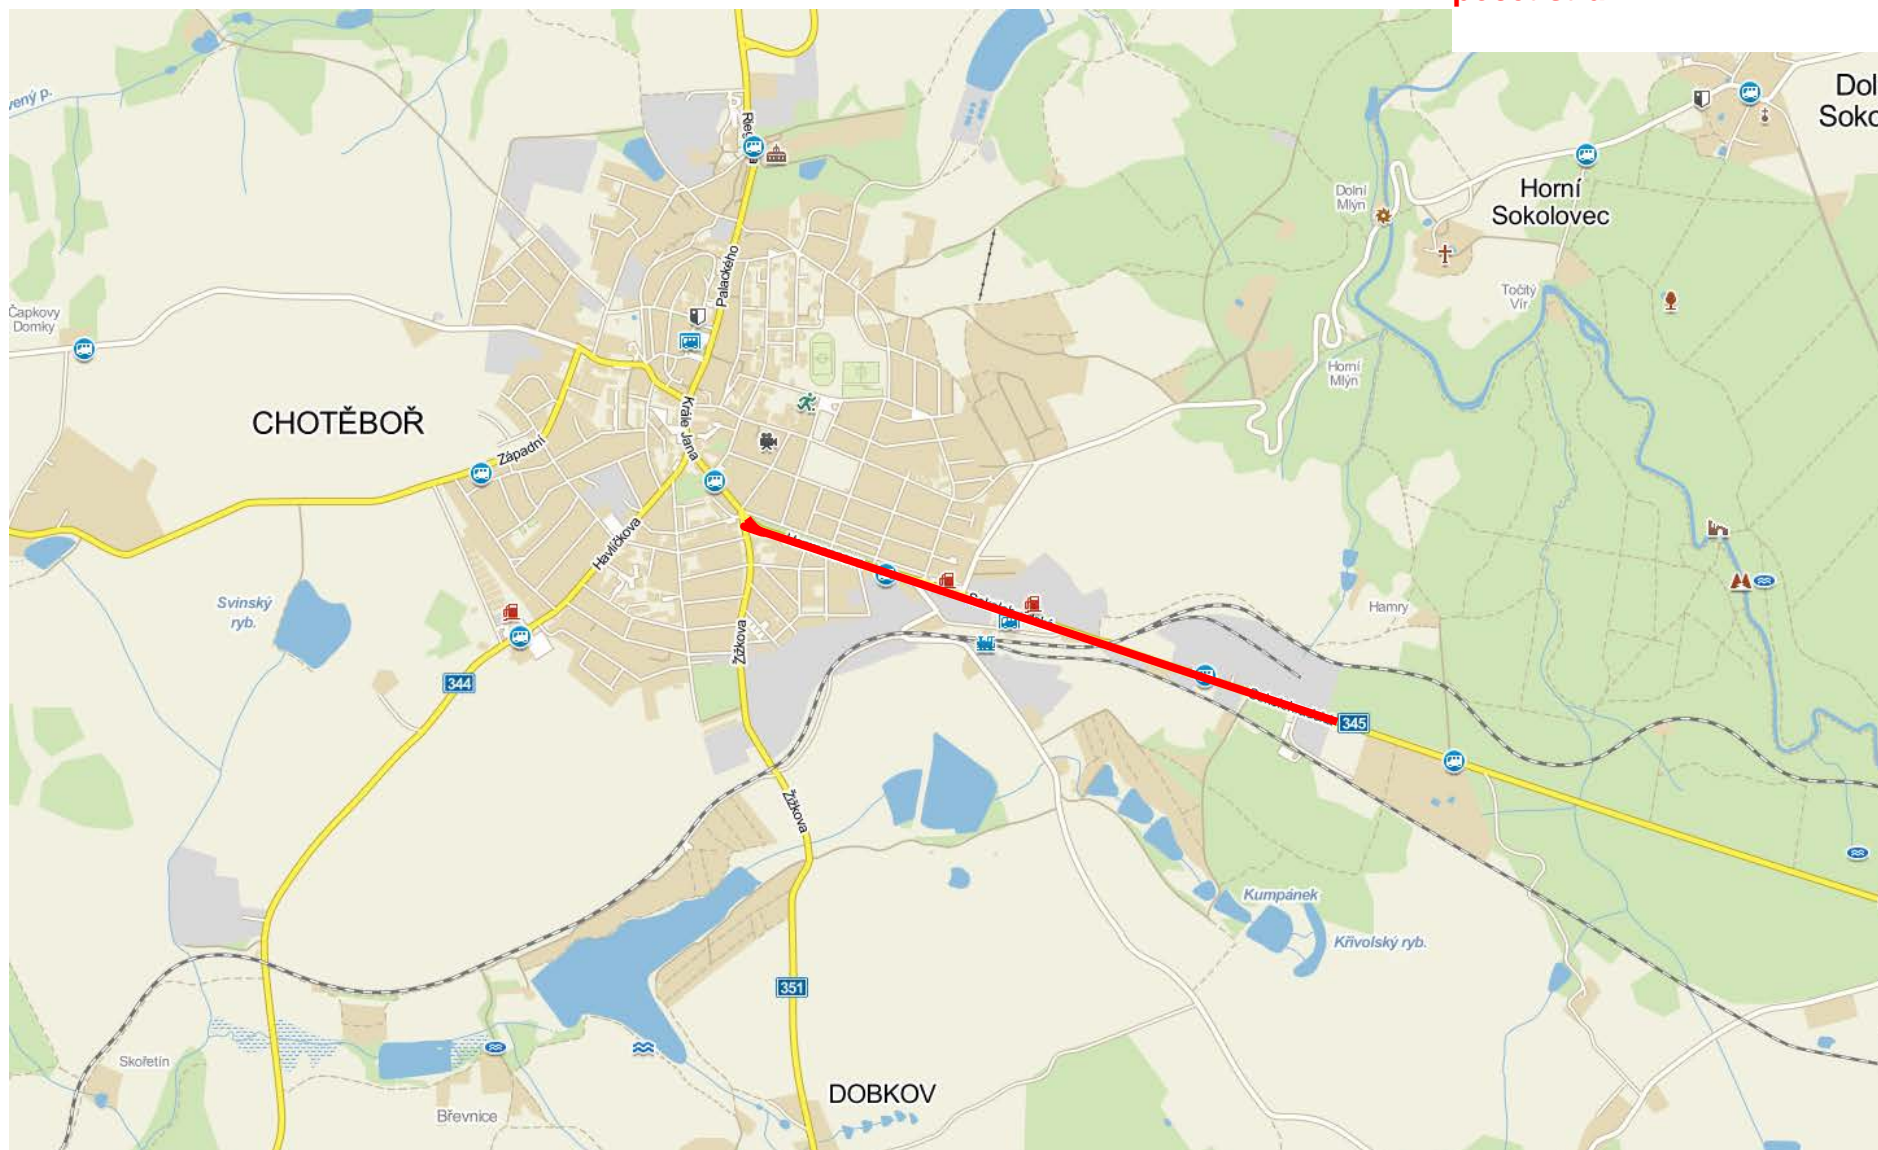 vený p.
Dol
Soko
Horní
Sokolovec
Dolní
Mlýn
Palackého
Točitý
Vír
Čapkovy
Domky
Horní
Mlýn
CHOTĚBOŘ
Krále Jana
Západní
Havlíčkova
Svinský
ryb.
Hamry
Žižkova
344
345
Žižkova
Kumpánek
Křivolský ryb.
351
Skořetín
DOBKOV
Břevnice